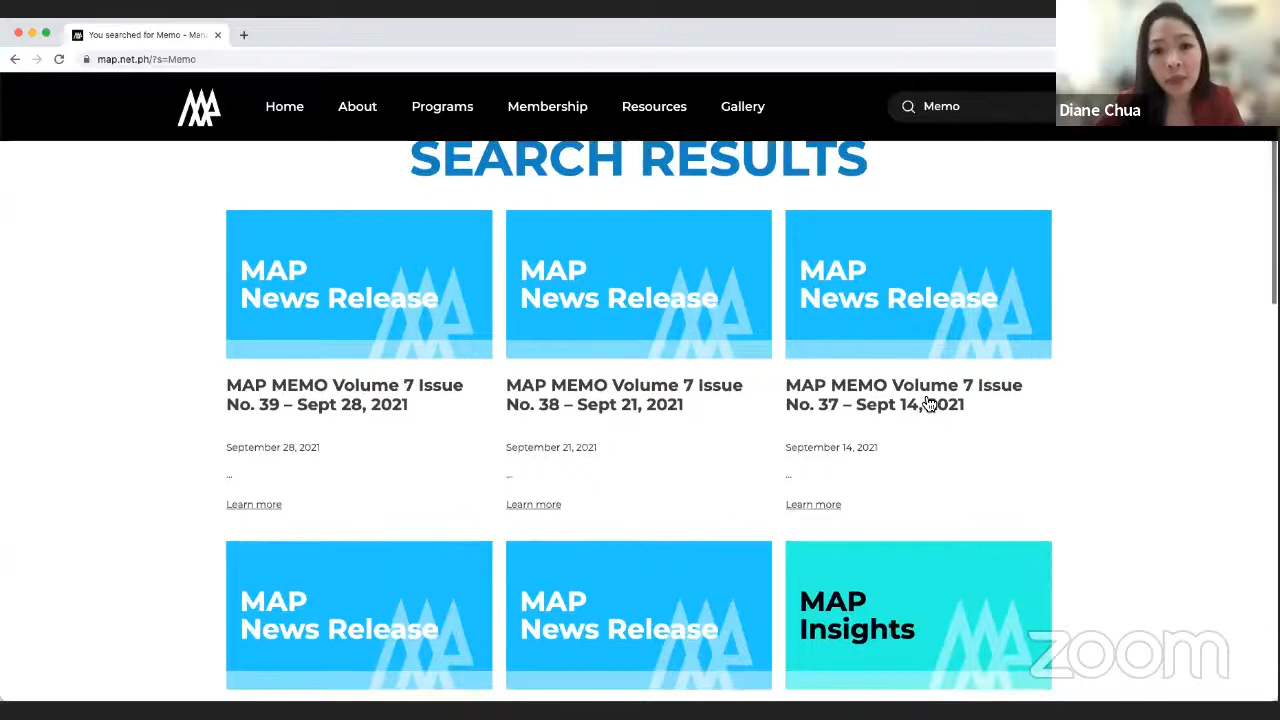 You searched for Memo - Mana
map.net.ph/?s=Memo
Home
About
Programs
Membership
Resources
Gallery
Memo
Diane Chua
SEARCH RESULTS
MAP
News Release
MAP
News Release
MAP
News Release
MAP MEMO Volume 7 Issue
No. 39 – Sept 28, 2021
MAP MEMO Volume 7 Issue
No. 38 – Sept 21, 2021
MAP MEMO Volume 7 Issue
No. 37 – Sept 14, 2021
September 28, 2021
September 21, 2021
September 14, 2021
...
...
...
Learn more
Learn more
Learn more
MAP
News Release
MAP
News Release
MAP
Insights
zoom